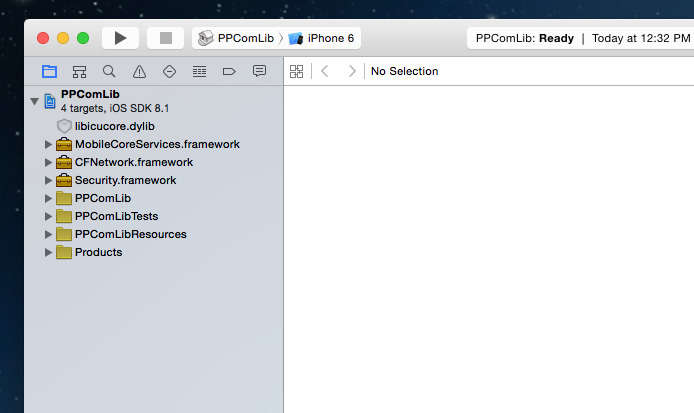 PPComLib iPhone 6 PPComLib: Ready | Today at 12:32 PM
No Selection
PPComLib
4 targets, iOS SDK 8.1
libicucore.dylib
MobileCoreServices.framework
CFNetwork.framework
Security.framework
PPComLib
PPComLibTests
PPComLibResources
Products